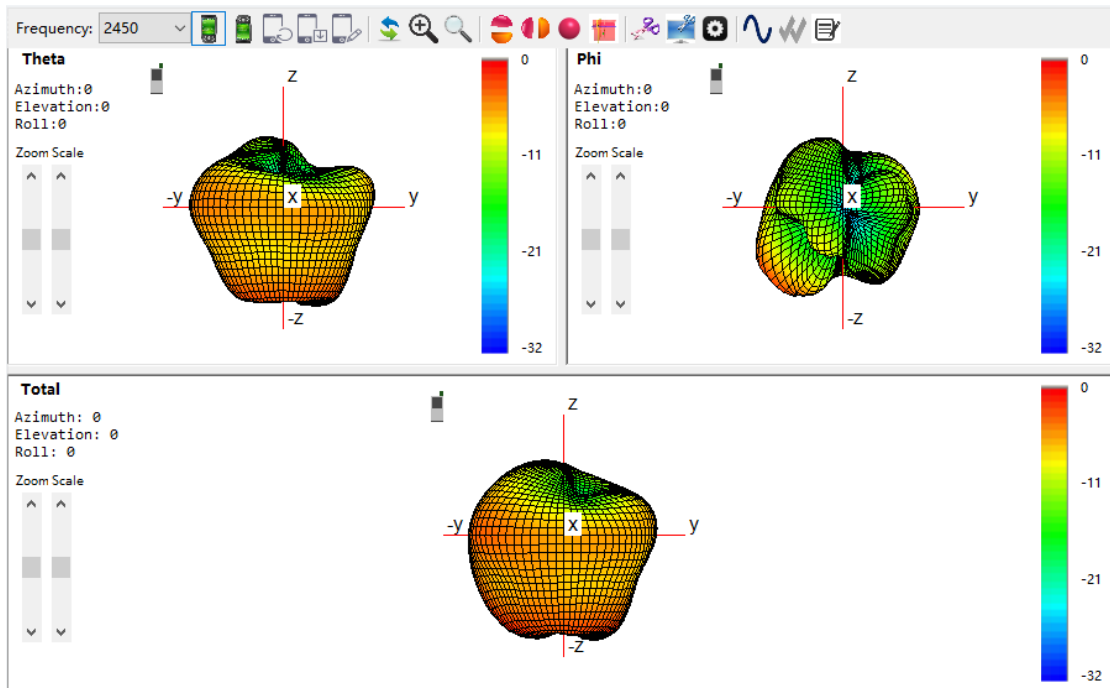 Frequency: 2450
Theta
Azimuth:0
Elevation:0
Roll:0
Zoom Scale
z
-y
x
y
-z
0
-11
-21
-32
Phi
Azimuth:0
Elevation:0
Roll:0
Zoom Scale
z
-y
x
y
-z
0
-11
-21
-32
Total
Azimuth: 0
Elevation: 0
Roll: 0
Zoom Scale
z
-y
x
y
-z
0
-11
-21
-32